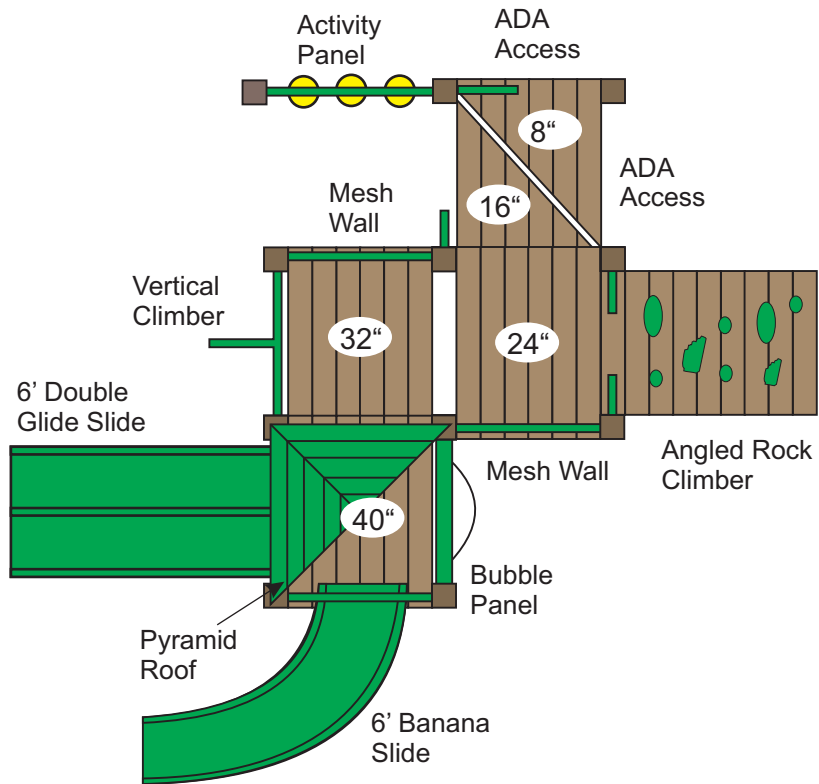 Activity
Panel
ADA
Access
8“
ADA
Access
16“
Mesh
Wall
Vertical
Climber
32“
24“
6’ Double
Glide Slide
Mesh Wall
Angled Rock
Climber
40“
Bubble
Panel
Pyramid
Roof
6’ Banana
Slide